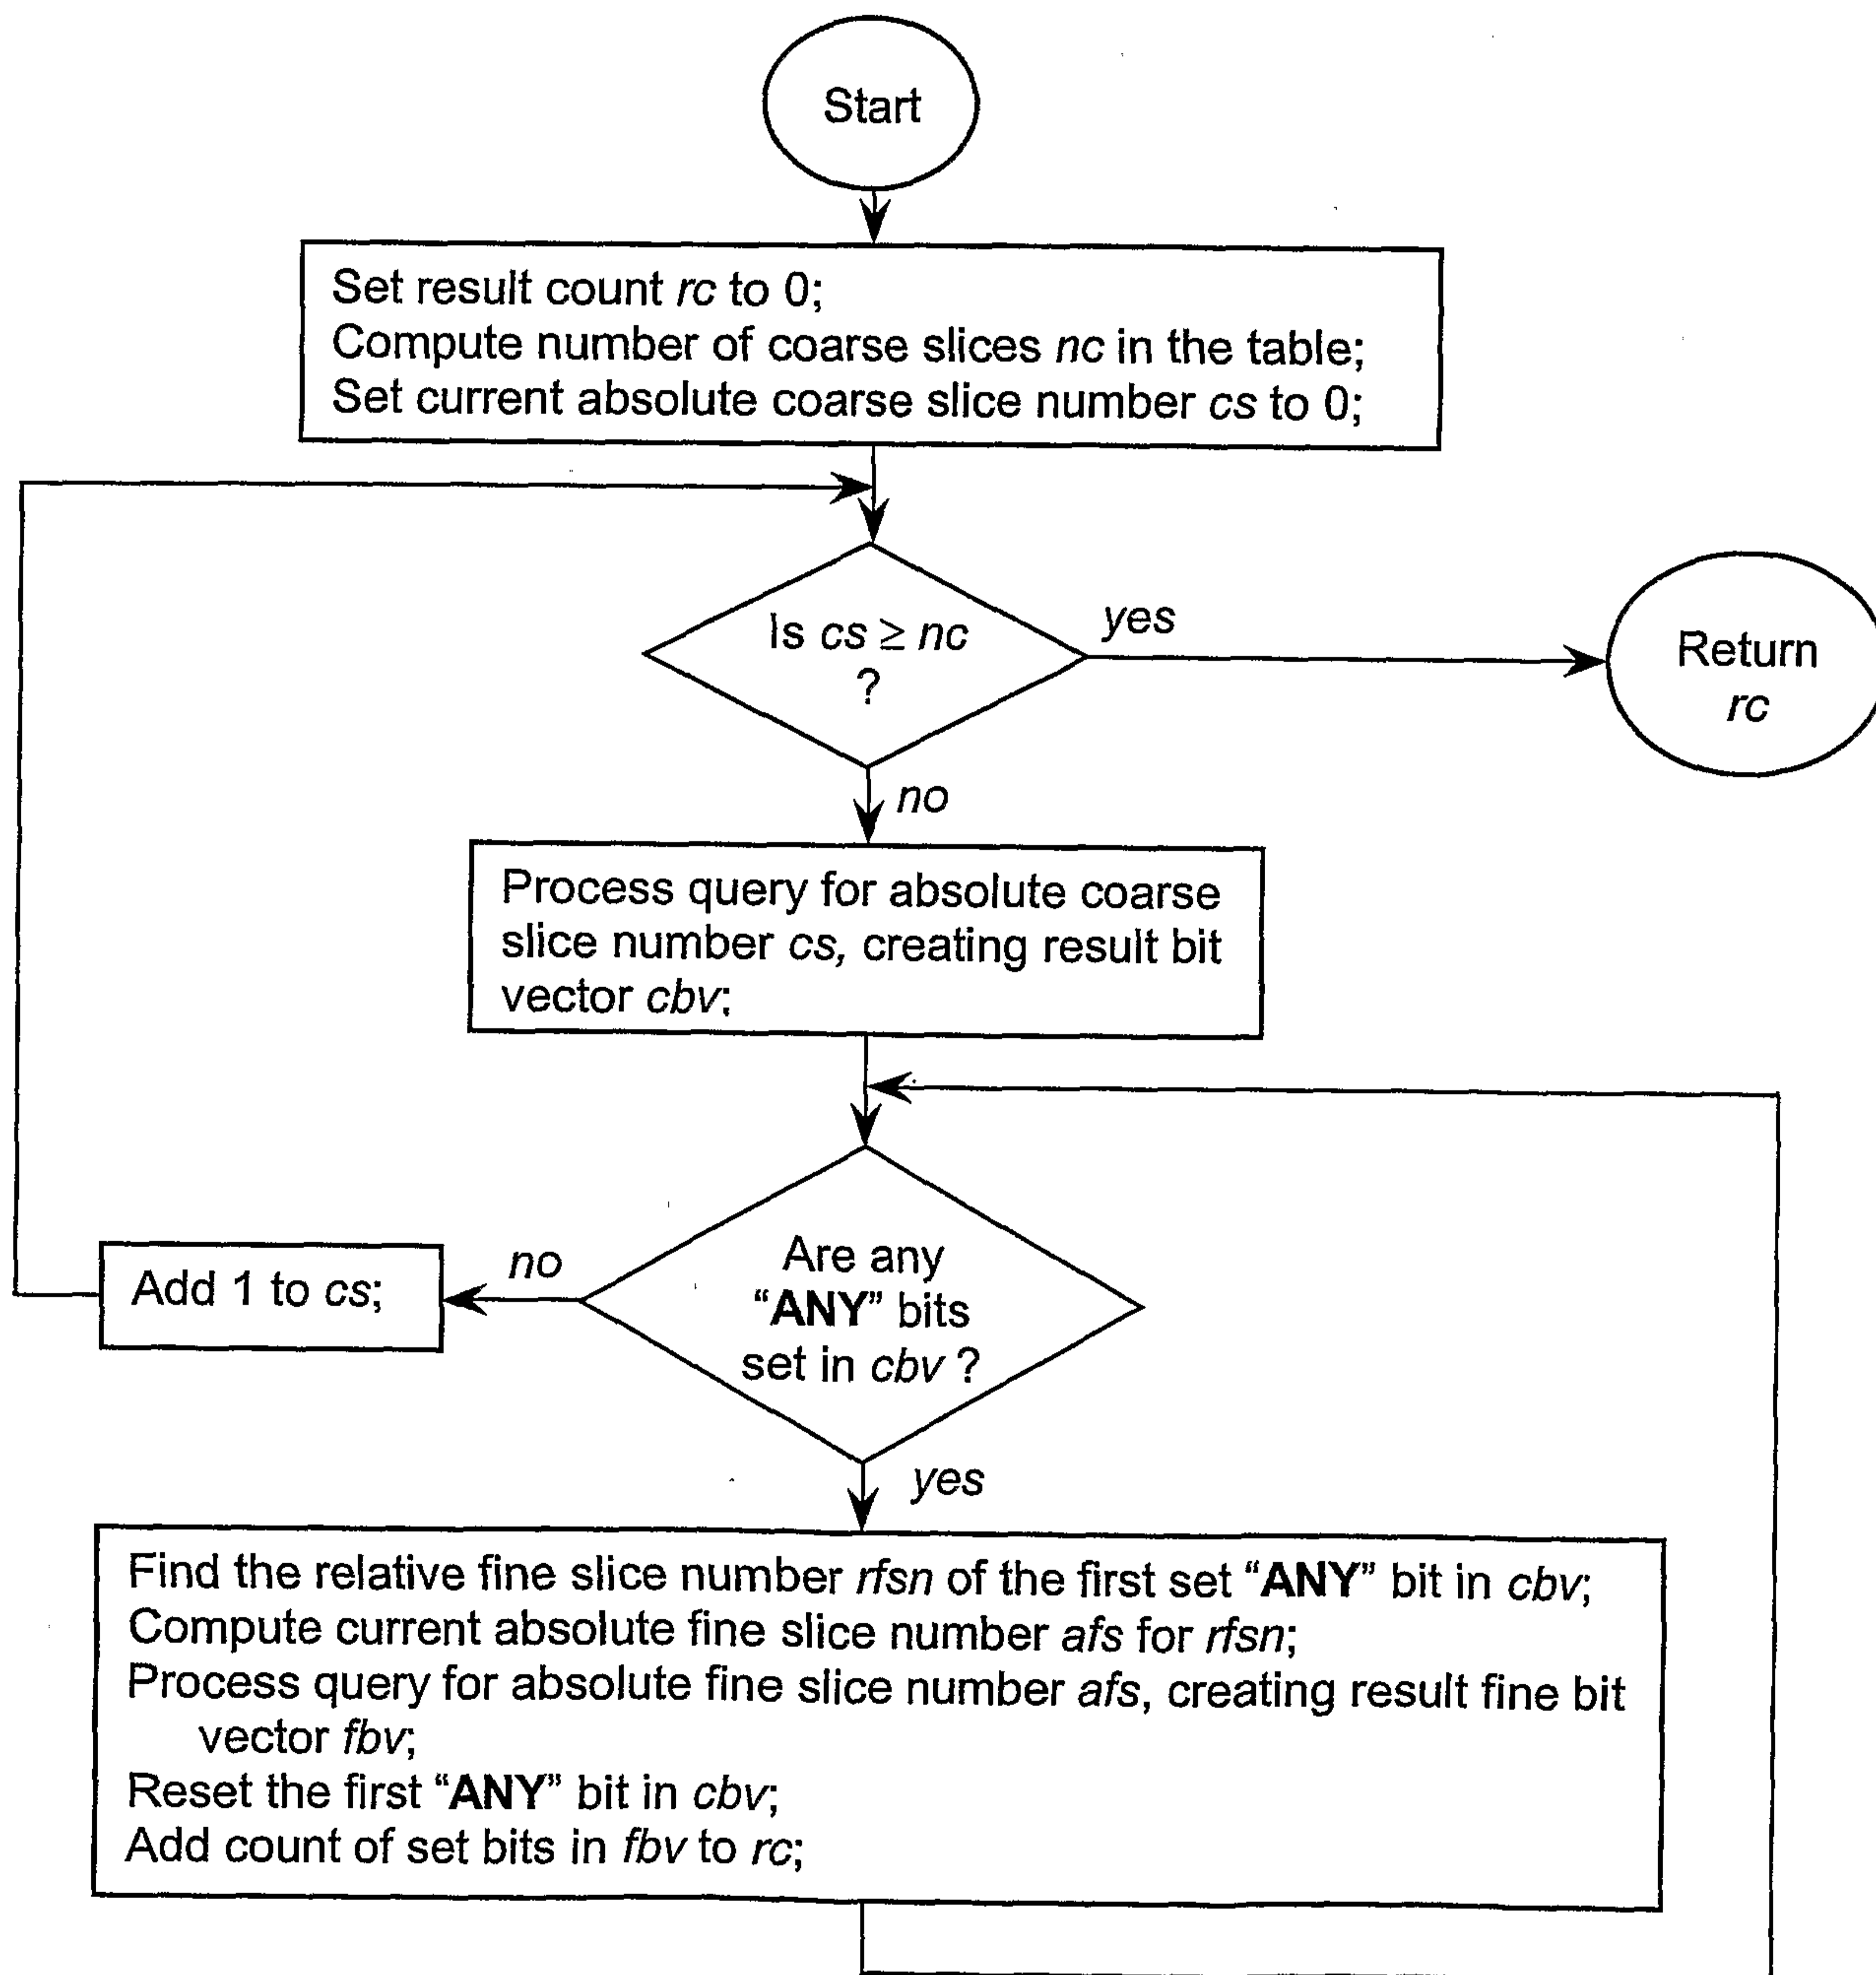 Start
Set result count rc to 0;
Compute number of coarse slices nc in the table;
Set current absolute coarse slice number cs to 0;
Is cs ≥ nc
?
yes
Return
rc
no
Process query for absolute coarse
slice number cs, creating result bit
vector cbv;
Are any
“ANY” bits
set in cbv ?
no
Add 1 to cs;
yes
Find the relative fine slice number rfsn of the first set “ANY” bit in cbv;
Compute current absolute fine slice number afs for rfsn;
Process query for absolute fine slice number afs, creating result fine bit
vector fbv;
Reset the first “ANY” bit in cbv;
Add count of set bits in fbv to rc;